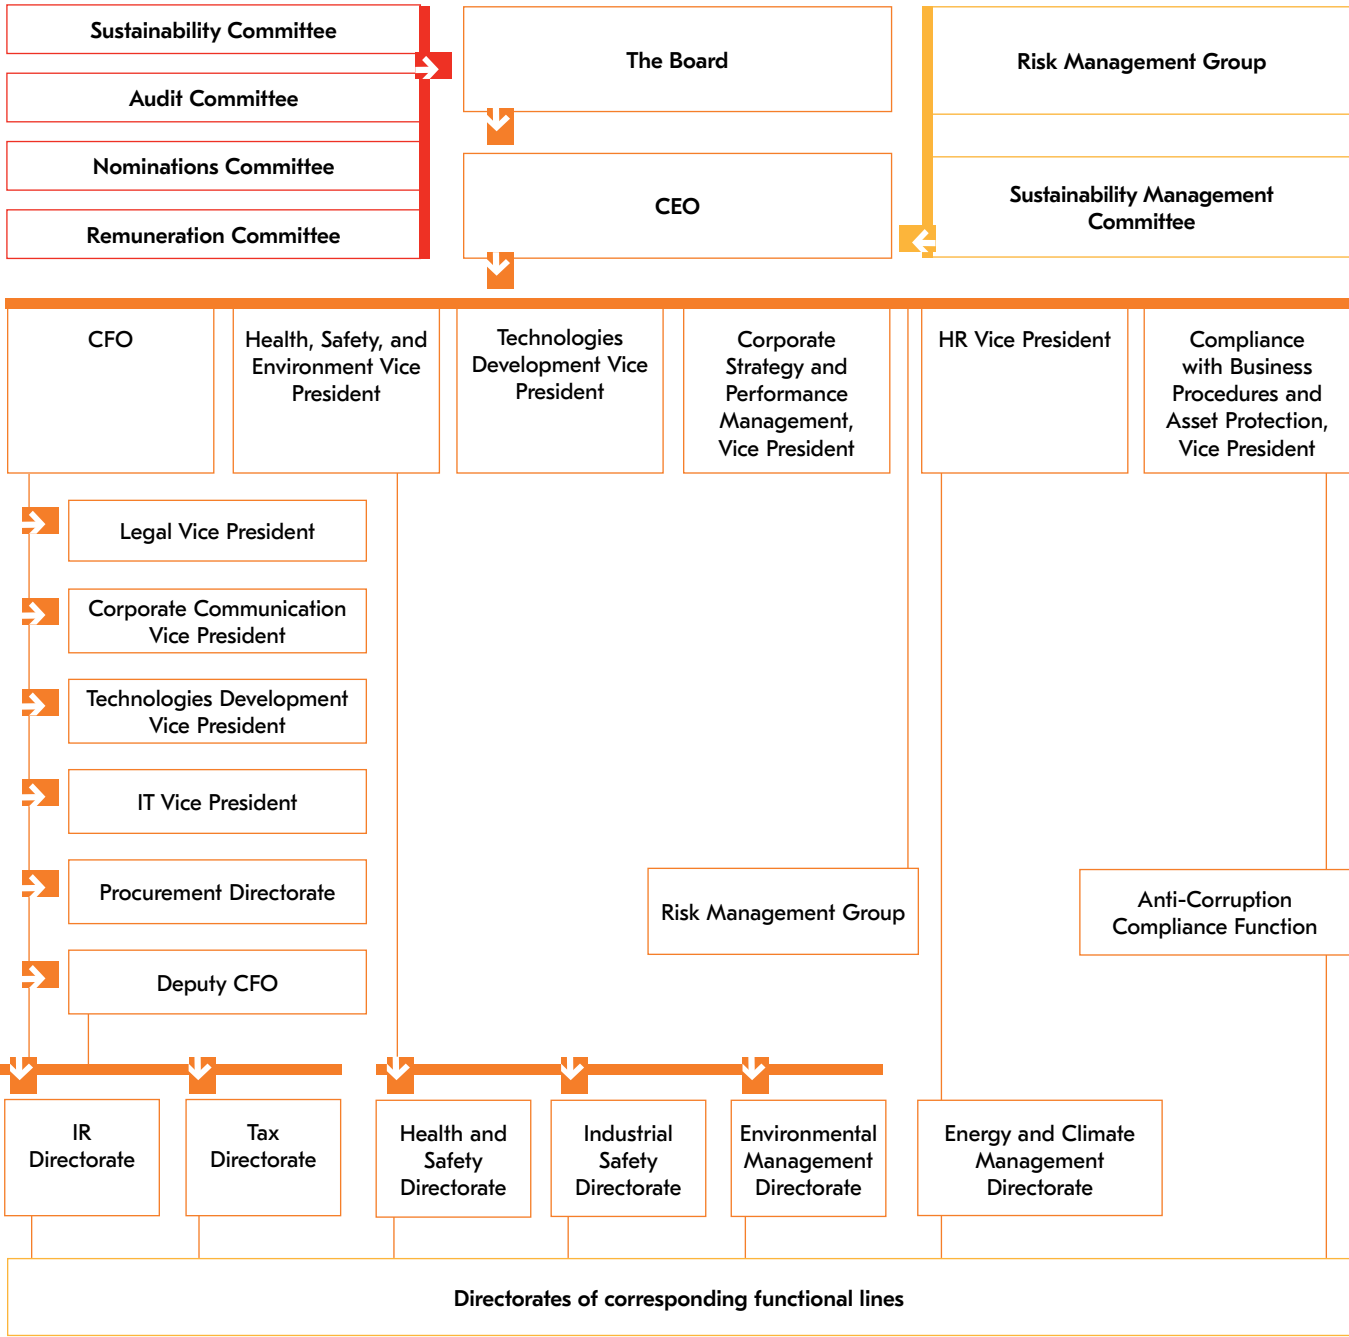 Sustainability Committee
Audit Committee
Nominations Committee
Remuneration Committee
The Board
CEO
Risk Management Group
Sustainability Management
Committee
CFO
Health, Safety, and
Environment Vice
President
Technologies
Development Vice
President
Corporate
Strategy and
Performance
Management,
Vice President
HR Vice President
Compliance
with Business
Procedures and
Asset Protection,
Vice President
Legal Vice President
Corporate Communication
Vice President
Technologies Development
Vice President
IT Vice President
Procurement Directorate
Deputy CFO
Risk Management Group
Anti-Corruption
Compliance Function
IR
Directorate
Tax
Directorate
Health and
Safety
Directorate
Industrial
Safety
Directorate
Environmental
Management
Directorate
Energy and Climate
Management
Directorate
Directorates of corresponding functional lines